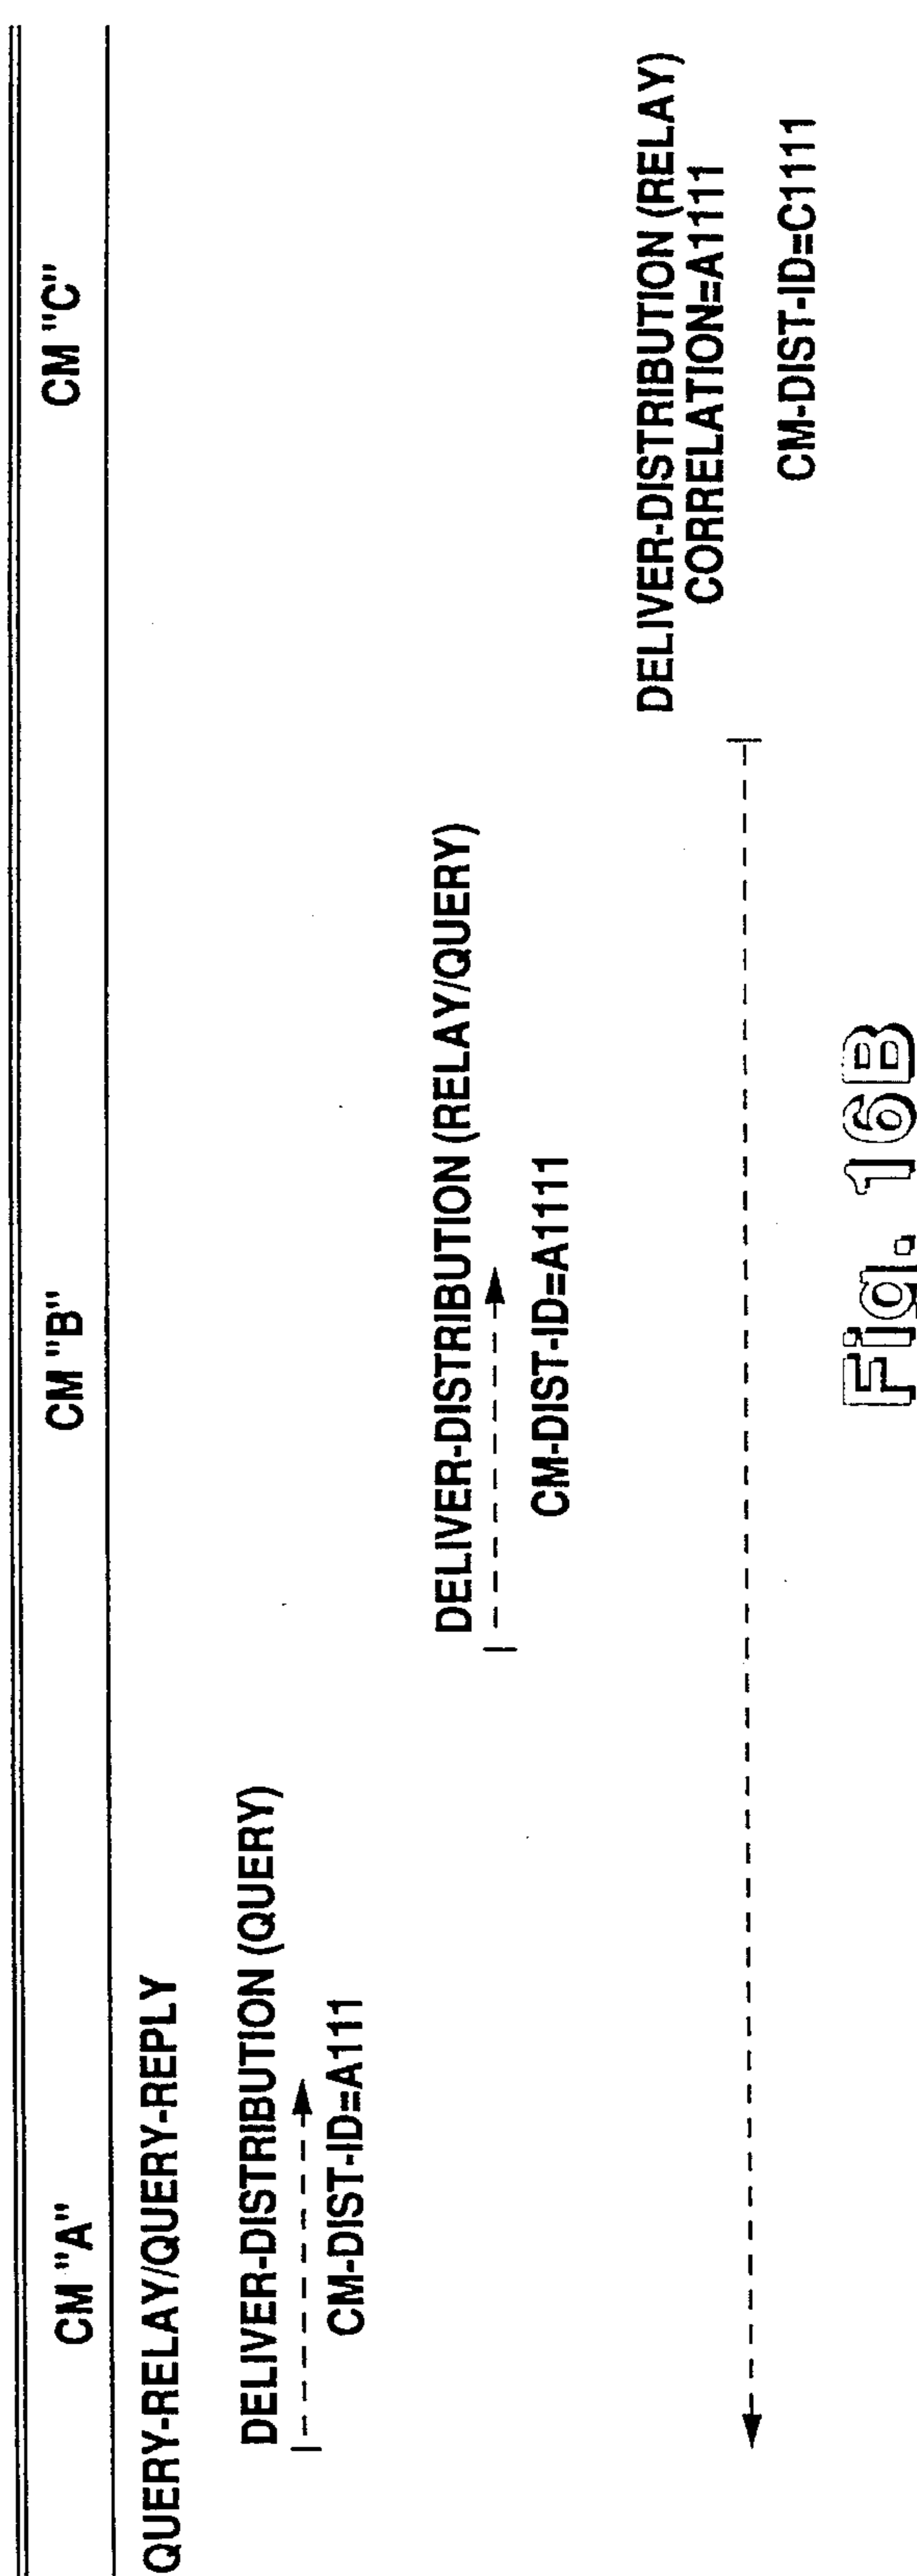 CM "A"
CM "B"
CM "C"
QUERY-RELAY/QUERY-REPLY
DELIVER-DISTRIBUTION (QUERY)
CM-DIST-ID=A111
DELIVER-DISTRIBUTION (RELAY/QUERY)
CM-DIST-ID=A1111
DELIVER-DISTRIBUTION (RELAY)
CORRELATION=A1111
CM-DIST-ID=C1111
Fig. 16B